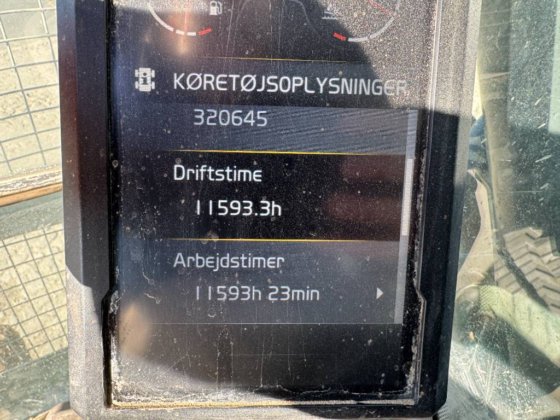 KØRETØJSOPLYSNINGER
320645
Driftstime
11593.3h
Arbejdstimer
11593h 23min